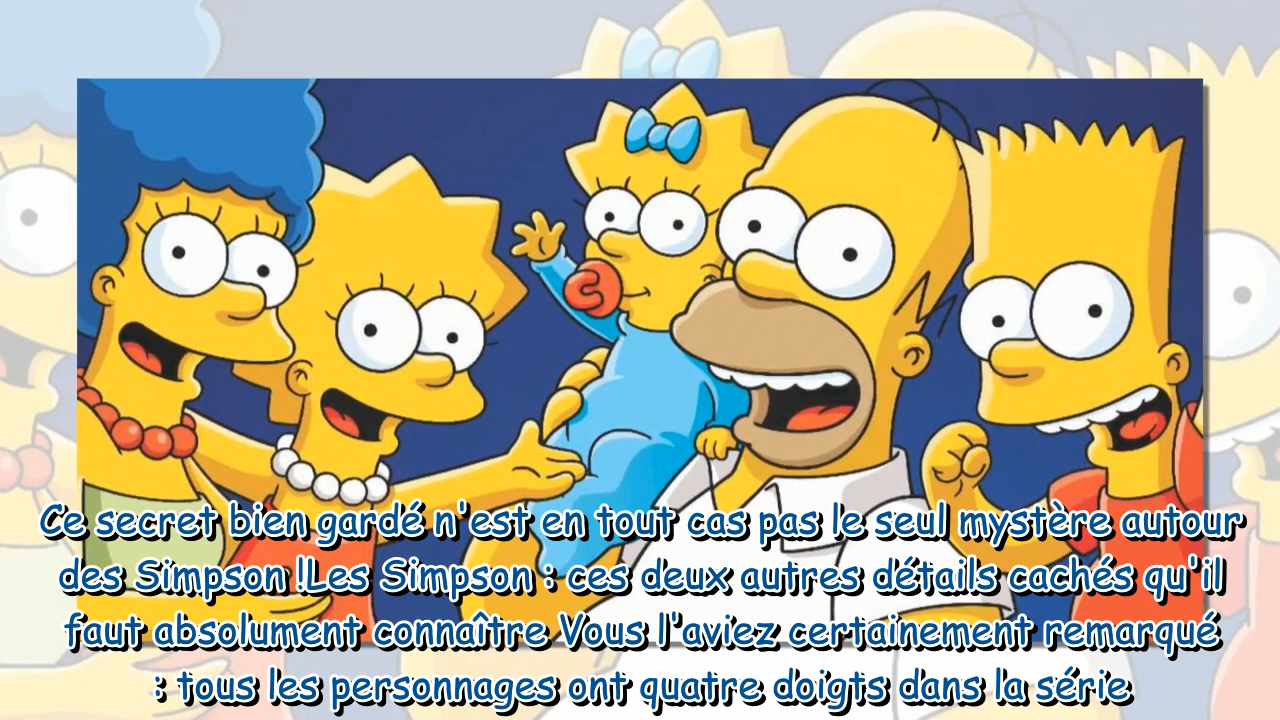 Ce secret bien gardé n'est en tout cas pas le seul mystère autour
des Simpson !Les Simpson : ces deux autres détails cachés qu'il
faut absolument connaître Vous l'aviez certainement remarqué
: tous les personnages ont quatre doigts dans la série